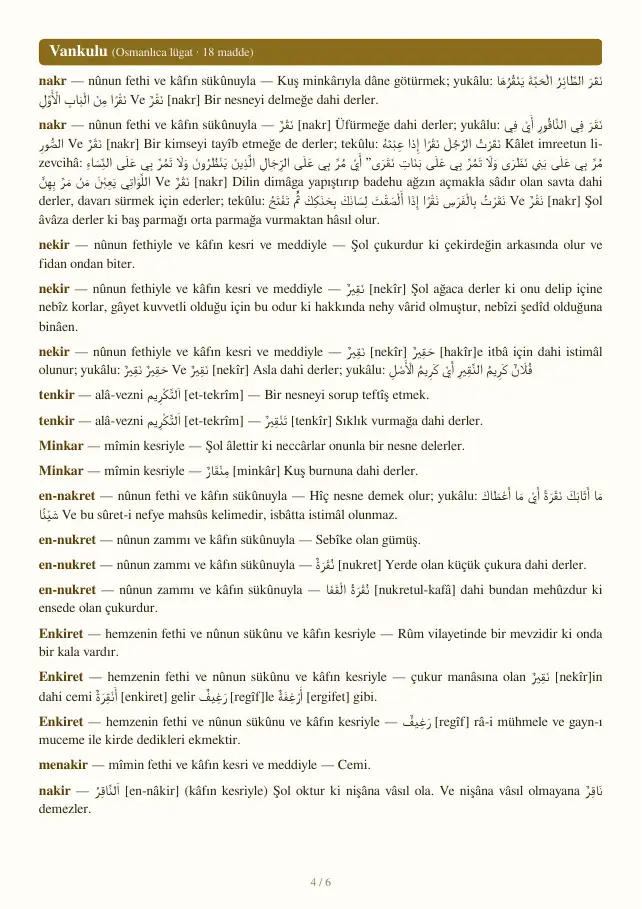 Vankulu (Osmanlıca lügat · 18 madde)
nakr — nûnun fethi ve kâfın sükûnuyla — Kuş minkârıyla dâne götürmek; yukâlu: نَقَرَ الطَّائِرُ الْحَبَّةَ يَنْقُرُهَا
نَقْرًا مِنَ الْبَابِ الْأَوَّلِ Ve نَقْرٌ [nakr] Bir nesneyi delmeğe dahi derler.
nakr — nûnun fethi ve kâfın sükûnuyla — نَقْرٌ [nakr] Üfürmeğe dahi derler; yukâlu: نَقَرَ فِى النَّاقُورِ أَيْ فِى
الصُّورِ Ve نَقْرٌ [nakr] Bir kimseyi tayib etmeğe de derler; tekûlu: نَقَرْتُ الرَّجُلَ نَقْرًا إِذَا عِبْتَهُ Kâlet imreetun li-
zevcihâ: مُرَّ بِي عَلَى بَنِي نَظَرَى وَلَا تَمُرَّ بِي عَلَى بَنَاتِ نَقَرَى” أَيْ مُرَّ بِي عَلَى الرِّجَالِ الَّذِينَ يَنْظُرُونَ وَلَا تَمُرَّ بِي عَلَى النِّسَاءِ
اللَّوَاتِي يَعِبْنَ مَنْ مَرَّ بِهِنَّ Ve نَقْرٌ [nakr] Dilin dimâga yapıştırıp badehu ağzın açmakla sâdır olan savta dahi
derler, davarı sürmek için ederler; tekûlu: نَقَرْتُ بِالْفَرَسِ نَقْرًا إِذَا أَلْصَقْتَ لِسَانَكَ بِحَنَكِكَ ثُمَّ تَفْتَحُ Ve نَقْرٌ [nakr] Şol
âvâza derler ki baş parmağı orta parmağa vurmaktan hâsıl olur.
nekir — nûnun fethiyle ve kâfın kesri ve meddiyle — Şol çukurdur ki çekirdeğin arkasında olur ve
fidan ondan biter.
nekir — nûnun fethiyle ve kâfın kesri ve meddiyle — نَقِيرٌ [nekîr] Şol ağaca derler ki onu delip içine
nebîz korlar, gâyet kuvvetli olduğu için bu odur ki hakkında nehy vârid olmuştur, nebîzi şedîd olduğuna
binâen.
nekir — nûnun fethiyle ve kâfın kesri ve meddiyle — نَقِيرٌ [nekîr] حَقِيرٌ [hakîr]e itbâ için dahi istimâl
olunur; yukâlu: حَقِيرٌ نَقِيرٌ Ve نَقِيرٌ [nekîr] Asla dahi derler; yukâlu: فُلَانٌ كَرِيمُ النَّقِيرِ أَيْ كَرِيمُ الْأَصْلِ
tenkir — alâ-vezni اَلتَّكْرِيم [et-tekrîm] — Bir nesneyi sorup teftîş etmek.
tenkir — alâ-vezni اَلتَّكْرِيم [et-tekrîm] — تَنْقِيرٌ [tenkîr] Sıklık vurmağa dahi derler.
Minkar — mîmin kesriyle — Şol âlettir ki neccârlar onunla bir nesne delerler.
Minkar — mîmin kesriyle — مِنْقَارٌ [minkâr] Kuş burnuna dahi derler.
en-nakret — nûnun fethi ve kâfın sükûnuyla — Hîç nesne demek olur; yukâlu: مَا أَثَابَكَ نَقْرَةً أَيْ مَا أَعْطَاكَ
شَيْئًا Ve bu sûret-i nefye mahsûs kelimedir, isbâtta istimâl olunmaz.
en-nukret — nûnun zammı ve kâfın sükûnuyla — Sebîke olan gümüş.
en-nukret — nûnun zammı ve kâfın sükûnuyla — نُقْرَةٌ [nukret] Yerde olan küçük çukura dahi derler.
en-nukret — nûnun zammı ve kâfın sükûnuyla — نُقْرَةُ الْقَفَا [nukretul-kafâ] dahi bundan mehûzdur ki
ensede olan çukurdur.
Enkiret — hemzenin fethi ve nûnun sükûnu ve kâfın kesriyle — Rûm vilayetinde bir mevzidir ki onda
bir kala vardır.
Enkiret — hemzenin fethi ve nûnun sükûnu ve kâfın kesriyle — çukur manâsına olan نَقِيرٌ [nekîr]in
dahi cemi أَنْقِرَةٌ [enkiret] gelir رَغِيفٌ [regîf]le أَرْغِفَةٌ [ergifet] gibi.
Enkiret — hemzenin fethi ve nûnun sükûnu ve kâfın kesriyle — رَغِيفٌ [regîf] râ-i mühmele ve gayn-ı
muceme ile kirde dedikleri ekmektir.
menakir — mîmin fethi ve kâfın kesri ve meddiyle — Cemi.
nakir — اَلنَّاقِرُ [en-nâkir] (kâfın kesriyle) Şol oktur ki nişâna vâsıl ola. Ve nişâna vâsıl olmayana نَاقِرٌ
demezler.
4 / 6